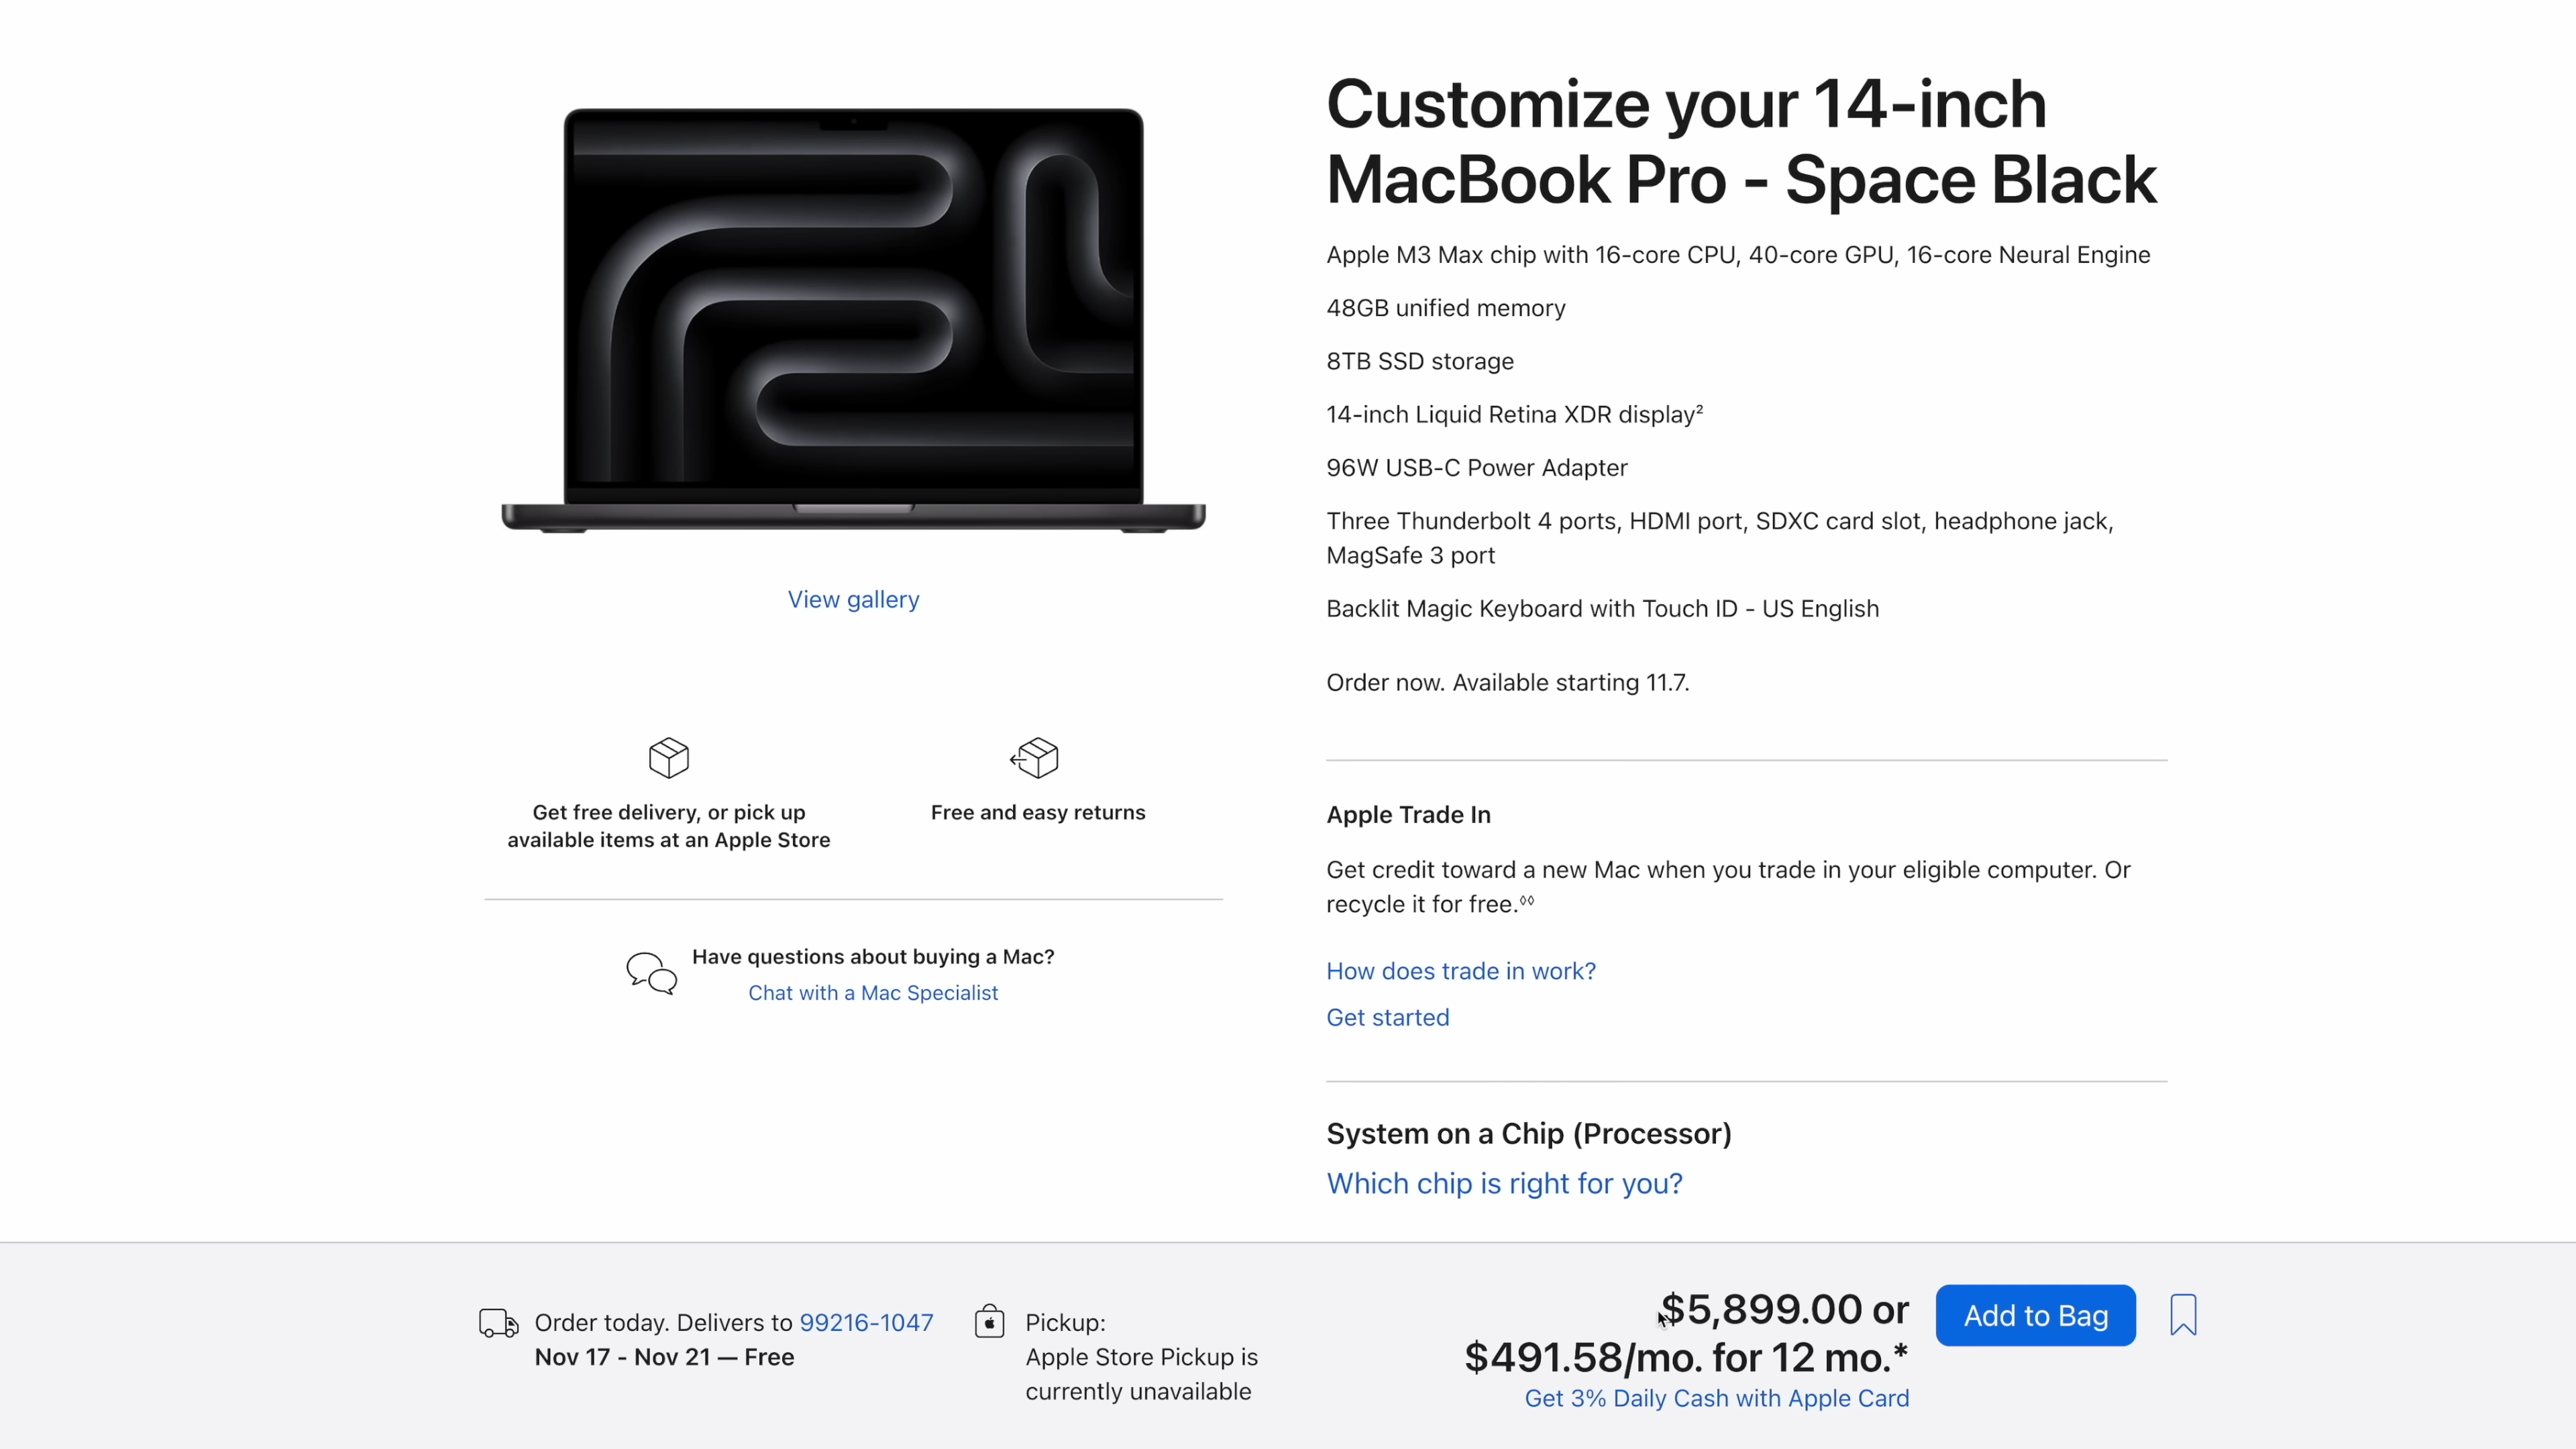 Customize your 14-inch
MacBook Pro - Space Black
Apple M3 Max chip with 16-core CPU, 40-core GPU, 16-core Neural Engine
48GB unified memory
8TB SSD storage
14-inch Liquid Retina XDR display²
96W USB-C Power Adapter
Three Thunderbolt 4 ports, HDMI port, SDXC card slot, headphone jack,
MagSafe 3 port
Backlit Magic Keyboard with Touch ID - US English
Order now. Available starting 11.7.
View gallery
Get free delivery, or pick up
available items at an Apple Store
Free and easy returns
Have questions about buying a Mac?
Chat with a Mac Specialist
Apple Trade In
Get credit toward a new Mac when you trade in your eligible computer. Or
recycle it for free.◊◊
How does trade in work?
Get started
System on a Chip (Processor)
Which chip is right for you?
Order today. Delivers to 99216-1047
Nov 17 - Nov 21 — Free
Pickup:
Apple Store Pickup is
currently unavailable
$5,899.00 or
$491.58/mo. for 12 mo.*
Get 3% Daily Cash with Apple Card
Add to Bag